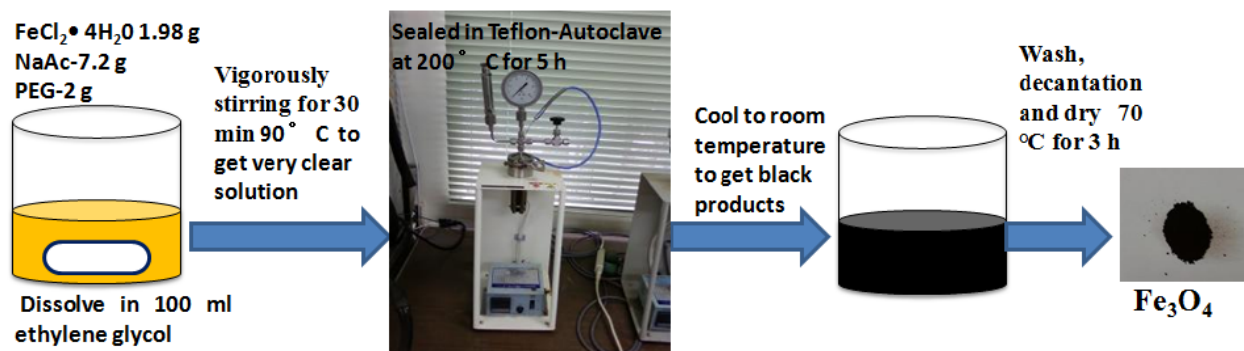 FeCl₂• 4H₂0 1.98 g
NaAc-7.2 g
PEG-2 g
Dissolve in 100 ml
ethylene glycol
Vigorously
stirring for 30
min 90° C to
get very clear
solution
Sealed in Teflon-Autoclave
at 200° C for 5 h
Cool to room
temperature
to get black
products
Wash,
decantation
and dry 70
°C for 3 h
Fe₃O₄